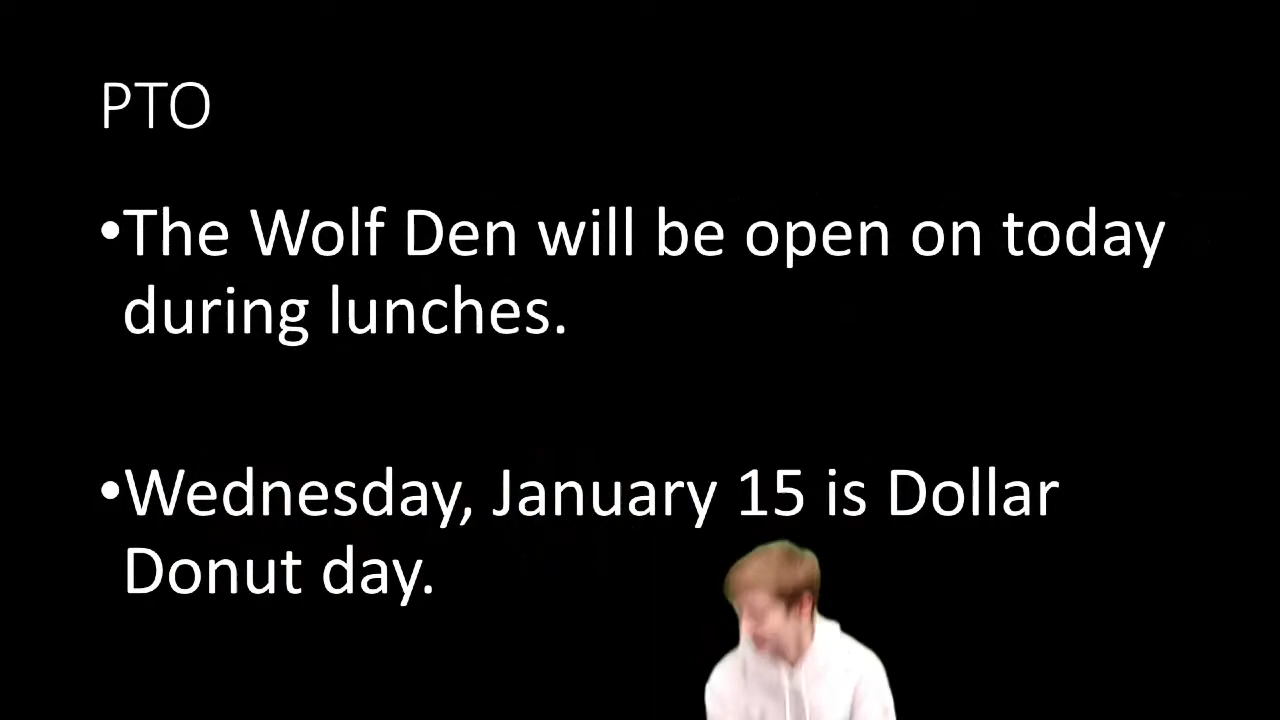 PTO
•The Wolf Den will be open on today
during lunches.
•Wednesday, January 15 is Dollar
Donut day.